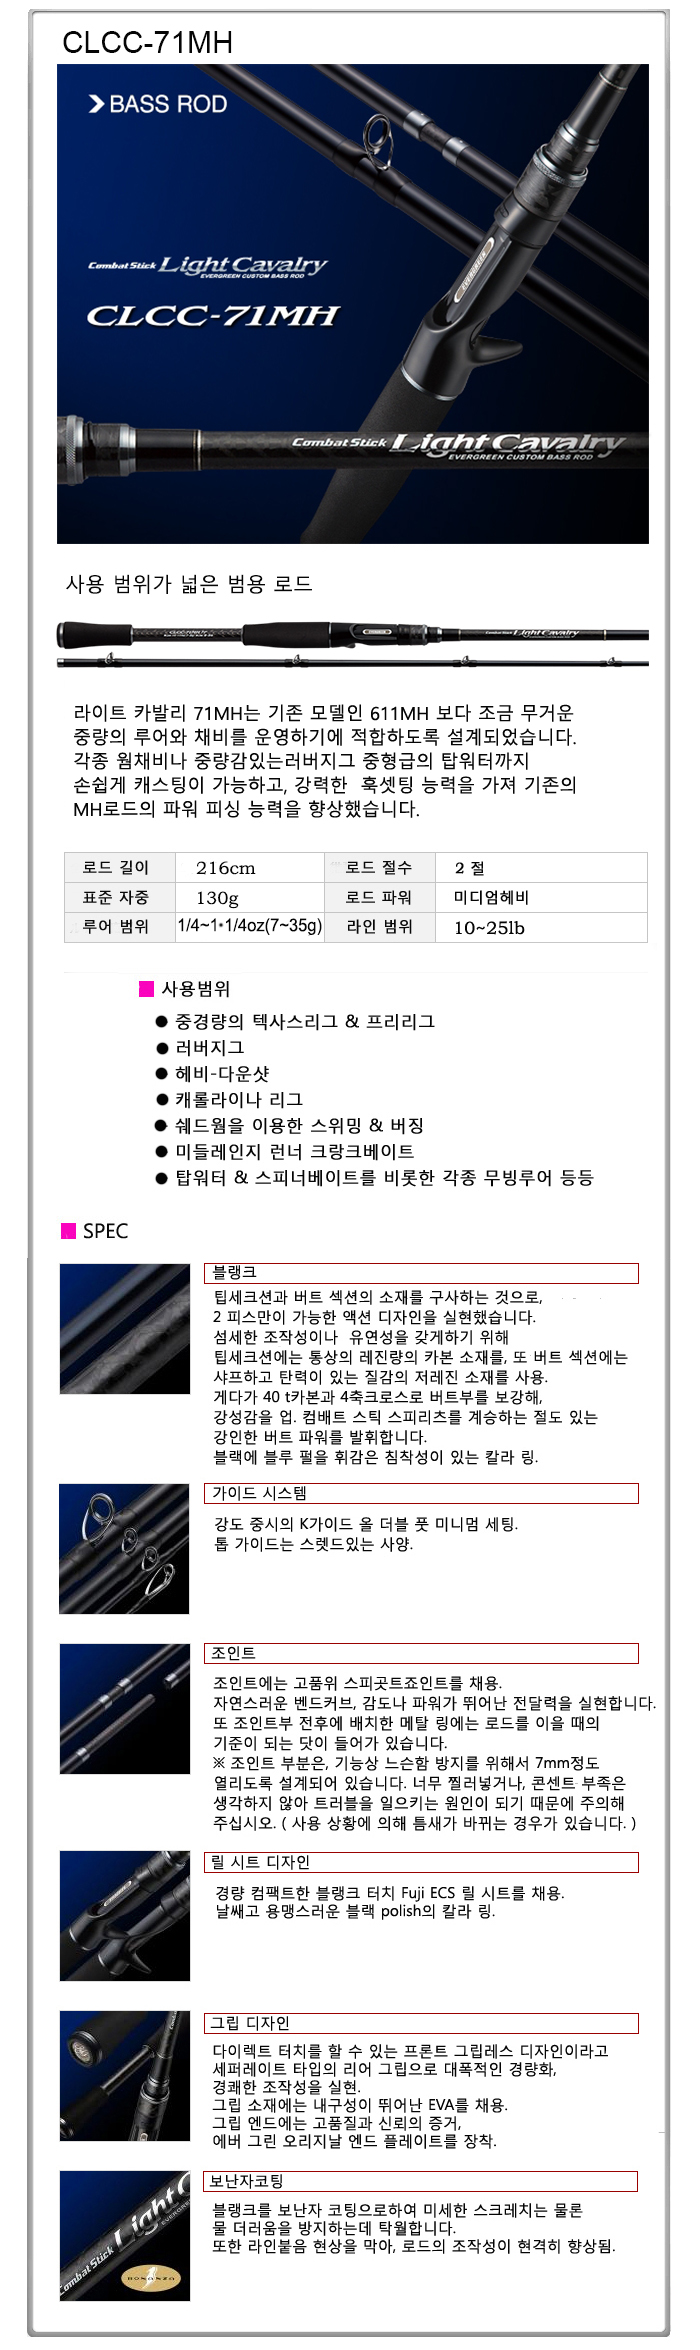 CLCC-71MH
BASS ROD
Combat Stick Light Cavalry
EVERGREEN CUSTOM BASS ROD
CLCC-71MH
EVERGREEN
Combat Stick Light Cavalry
EVERGREEN CUSTOM BASS ROD
사용 범위가 넓은 범용 로드
라이트 카발리 71MH는 기존 모델인 611MH 보다 조금 무거운
중량의 루어와 채비를 운영하기에 적합하도록 설계되었습니다.
각종 웜채비나 중량감있는러버지그 중형급의 탑워터까지
손쉽게 캐스팅이 가능하고, 강력한 훅셋팅 능력을 가져 기존의
MH로드의 파워 피싱 능력을 향상했습니다.
로드 길이 216cm 로드 절수 2 절
표준 자중 130g 로드 파워 미디엄헤비
루어 범위 1/4~1·1/4oz(7~35g) 라인 범위 10~25lb
사용범위
● 중경량의 텍사스리그 & 프리리그
● 러버지그
● 헤비-다운샷
● 캐롤라이나 리그
● 쉐드웜을 이용한 스위밍 & 버징
● 미들레인지 런너 크랑크베이트
● 탑워터 & 스피너베이트를 비롯한 각종 무빙루어 등등
SPEC
블랭크
팁세크션과 버트 섹션의 소재를 구사하는 것으로,
2 피스만이 가능한 액션 디자인을 실현했습니다.
섬세한 조작성이나 유연성을 갖게하기 위해
팁세크션에는 통상의 레진량의 카본 소재를, 또 버트 섹션에는
샤프하고 탄력이 있는 질감의 저레진 소재를 사용.
게다가 40 t카본과 4축크로스로 버트부를 보강해,
강성감을 업. 컴배트 스틱 스피리츠를 계승하는 절도 있는
강인한 버트 파워를 발휘합니다.
블랙에 블루 펄을 휘감은 침착성이 있는 칼라 링.
가이드 시스템
강도 중시의 K가이드 올 더블 풋 미니멈 세팅.
톱 가이드는 스렛드있는 사양.
조인트
조인트에는 고품위 스피곳트죠인트를 채용.
자연스러운 벤드커브, 감도나 파워가 뛰어난 전달력을 실현합니다.
또 조인트부 전후에 배치한 메탈 링에는 로드를 이을 때의
기준이 되는 닷이 들어가 있습니다.
※ 조인트 부분은, 기능상 느슨함 방지를 위해서 7mm정도
열리도록 설계되어 있습니다. 너무 찔러넣거나, 콘센트 부족은
생각하지 않아 트러블을 일으키는 원인이 되기 때문에 주의해
주십시오. ( 사용 상황에 의해 틈새가 바뀌는 경우가 있습니다. )
릴 시트 디자인
경량 컴팩트한 블랭크 터치 Fuji ECS 릴 시트를 채용.
날쌔고 용맹스러운 블랙 polish의 칼라 링.
그립 디자인
다이렉트 터치를 할 수 있는 프론트 그립레스 디자인이라고
세퍼레이트 타입의 리어 그립으로 대폭적인 경량화,
경쾌한 조작성을 실현.
그립 소재에는 내구성이 뛰어난 EVA를 채용.
그립 엔드에는 고품질과 신뢰의 증거,
에버 그린 오리지날 엔드 플레이트를 장착.
보난자코팅
블랭크를 보난자 코팅으로하여 미세한 스크레치는 물론
물 더러움을 방지하는데 탁월합니다.
또한 라인붙음 현상을 막아, 로드의 조작성이 현격히 향상됨.
Combat Stick Light
BONANZA